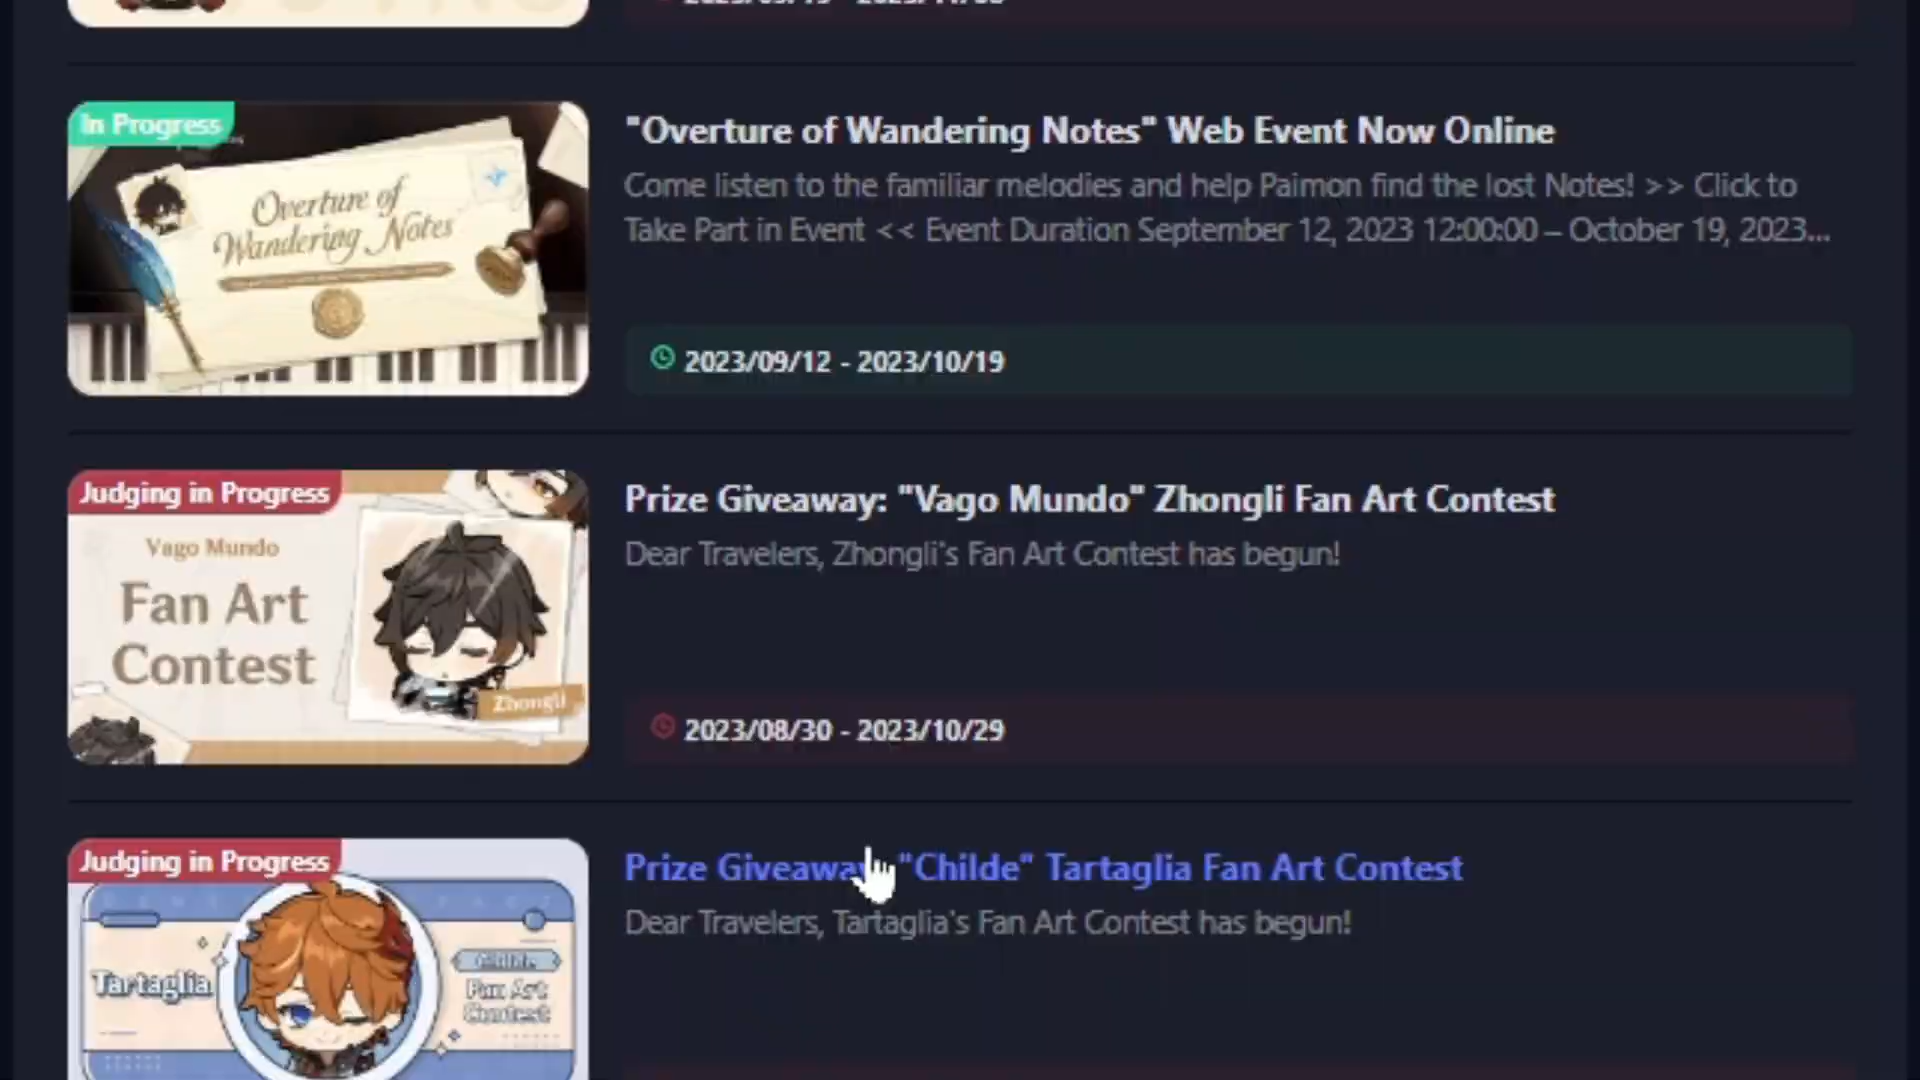 In Progress
Overture of
Wandering Notes
"Overture of Wandering Notes" Web Event Now Online
Come listen to the familiar melodies and help Paimon find the lost Notes! >> Click to
Take Part in Event << Event Duration September 12, 2023 12:00:00 – October 19, 2023...
2023/09/12 - 2023/10/19
Judging in Progress
Vago Mundo
Fan Art
Contest
Zhongli
Prize Giveaway: "Vago Mundo" Zhongli Fan Art Contest
Dear Travelers, Zhongli's Fan Art Contest has begun!
2023/08/30 - 2023/10/29
Judging in Progress
Tartaglia
Childe
Fan Art
Contest
Prize Giveaway "Childe" Tartaglia Fan Art Contest
Dear Travelers, Tartaglia's Fan Art Contest has begun!